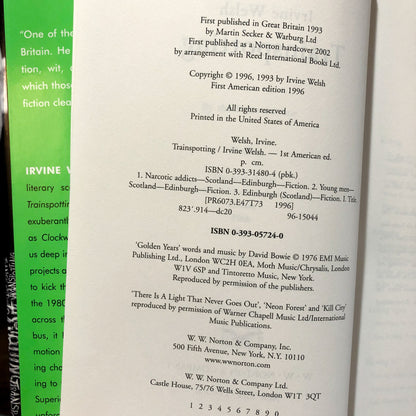 "One of the
Britain. He
tion, wit, a
which those
fiction clea
IRVINE W
literary sc
Trainspottin
exuberantly
as Clockw
us deep in
projects a
to kick th
the 1980
across th
bus, it h
motion
ing cha
ing to
Superio
unforg
First published in Great Britain 1993
by Martin Secker & Warburg Ltd
First published as a Norton hardcover 2002
by arrangement with Reed International Books Ltd.
Copyright © 1996, 1993 by Irvine Welsh
First American edition 1996
All rights reserved
Printed in the United States of America
Welsh, Irvine.
Trainspotting / Irvine Welsh. — 1st American ed.
p. cm.
ISBN 0-393-31480-4 (pbk.)
1. Narcotic addicts—Scotland—Edinburgh—Fiction. 2. Young men—
Scotland—Edinburgh—Fiction. 3. Edinburgh (Scotland)—Fiction. I. Title.
[PR6073.E47T73 1996]
823'.914—dc20 96-15044
ISBN 0-393-05724-0
'Golden Years' words and music by David Bowie © 1976 EMI Music
Publishing Ltd., London WC2H 0EA, Moth Music/Chrysalis, London
W1V 6SP and Tintoretto Music, New York.
Reproduced by permission of the publishers.
'There Is A Light That Never Goes Out', 'Neon Forest' and 'Kill City'
reproduced by permission of Warner Chapell Music Ltd/International
Music Publications.
W. W. Norton & Company, Inc.
500 Fifth Avenue, New York, N.Y. 10110
www.wwnorton.com
W. W. Norton & Company Ltd.
Castle House, 75/76 Wells Street, London W1T 3QT
1 2 3 4 5 6 7 8 9 0